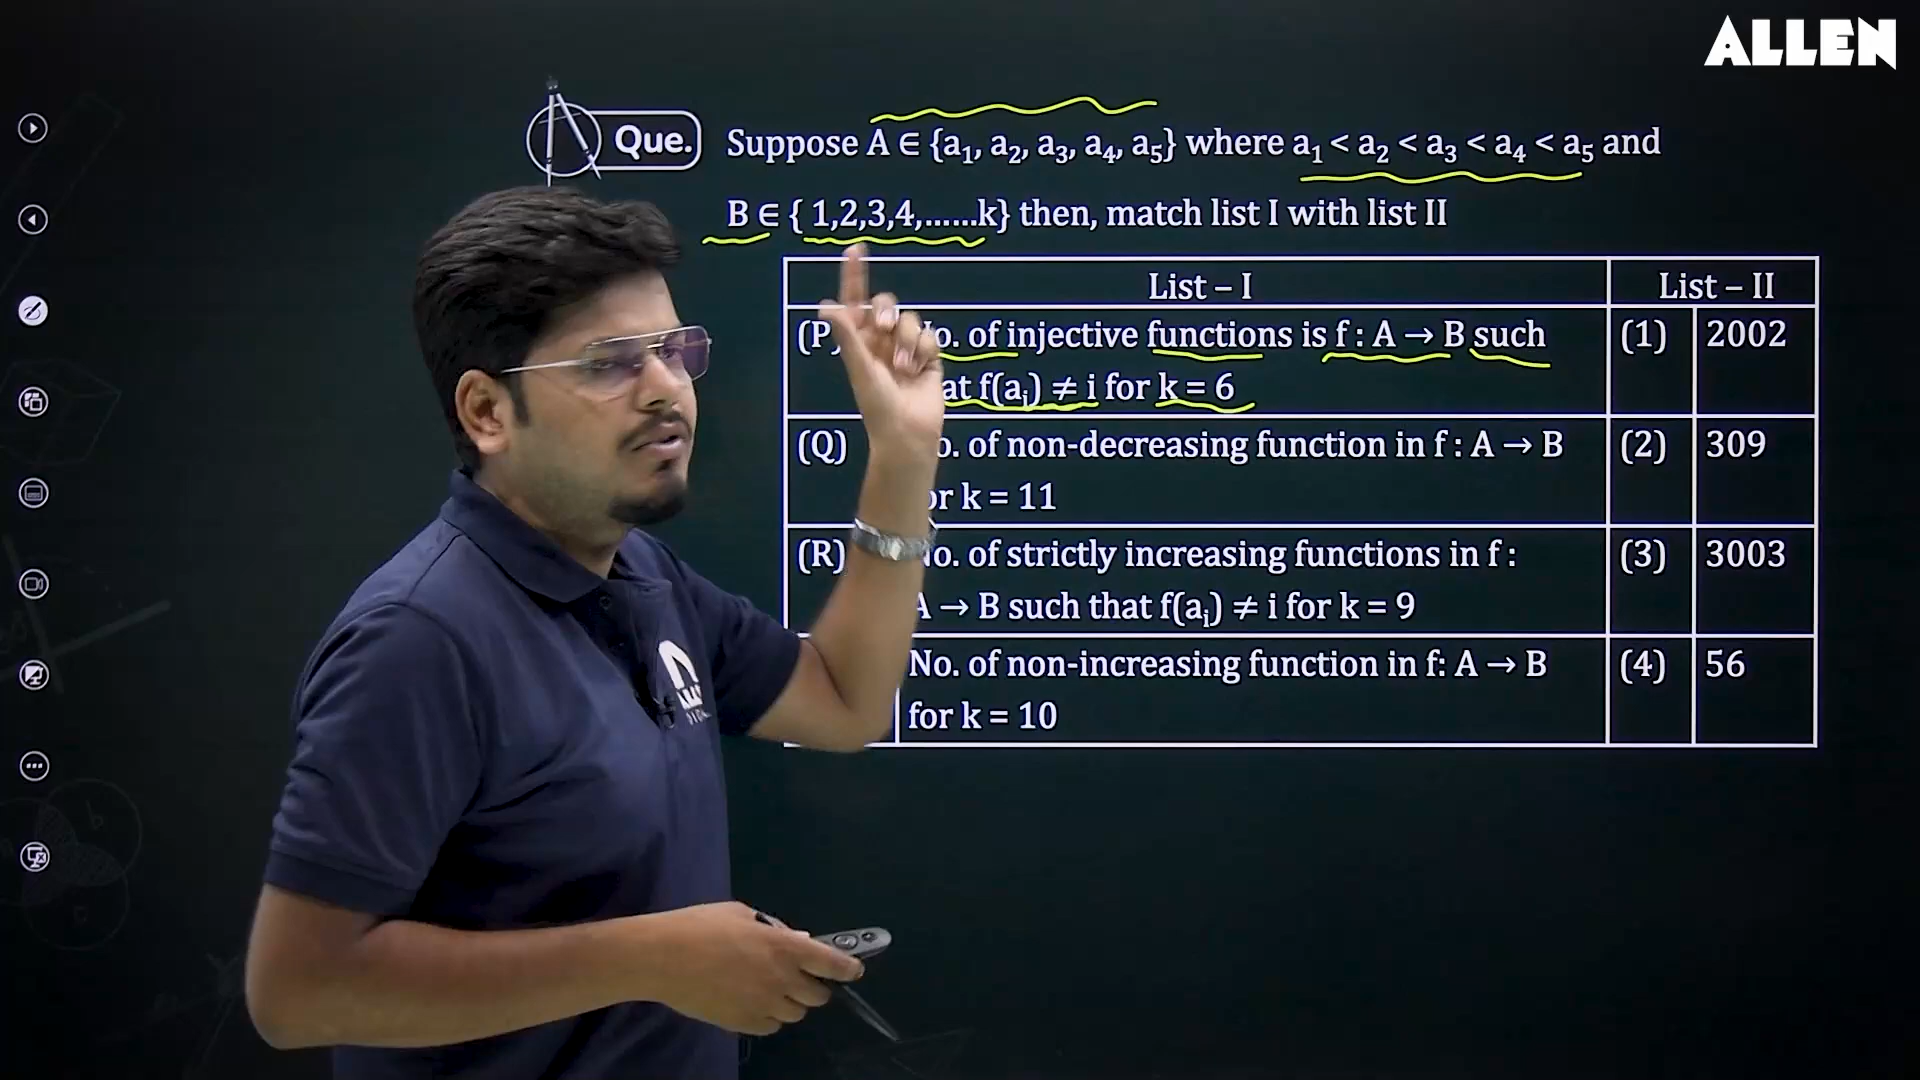 ALLEN
Que. Suppose A ∈ {a₁, a₂, a₃, a₄, a₅} where a₁ < a₂ < a₃ < a₄ < a₅ and
B ∈ { 1,2,3,4,......k} then, match list I with list II
List – I List – II
(P) of injective functions is f : A → B such (1) 2002
f(aᵢ) ≠ i for k = 6
(Q) of non-decreasing function in f : A → B (2) 309
k = 11
(R) of strictly increasing functions in f : (3) 3003
A → B such that f(aᵢ) ≠ i for k = 9
No. of non-increasing function in f: A → B (4) 56
for k = 10